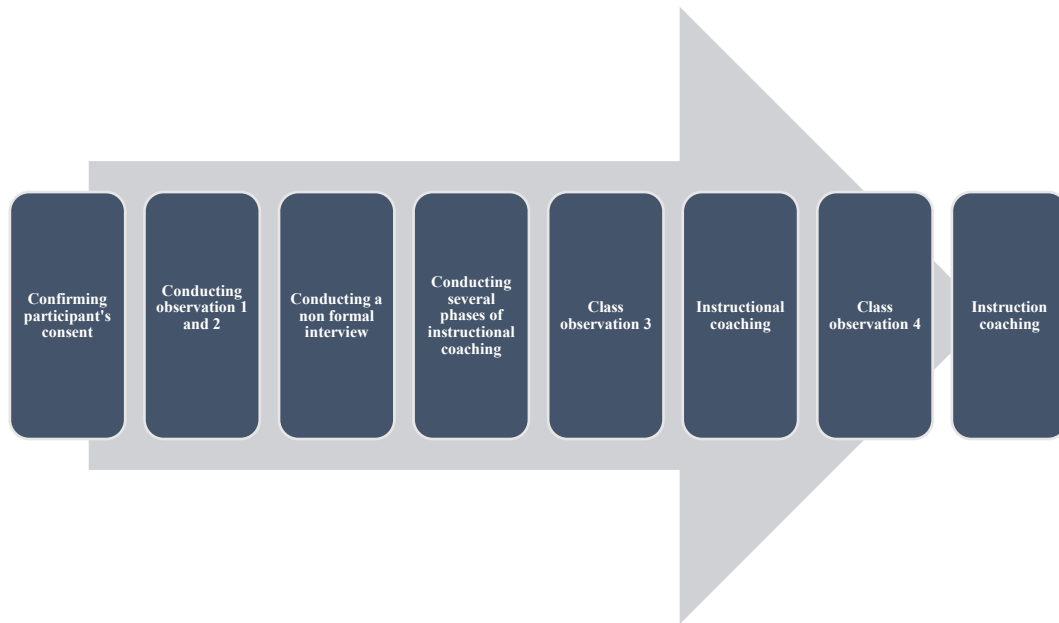 Confirming
participant's
consent
Conducting
observation 1
and 2
Conducting a
non formal
interview
Conducting
several
phases of
instructional
coaching
Class
observation 3
Instructional
coaching
Class
observation 4
Instruction
coaching